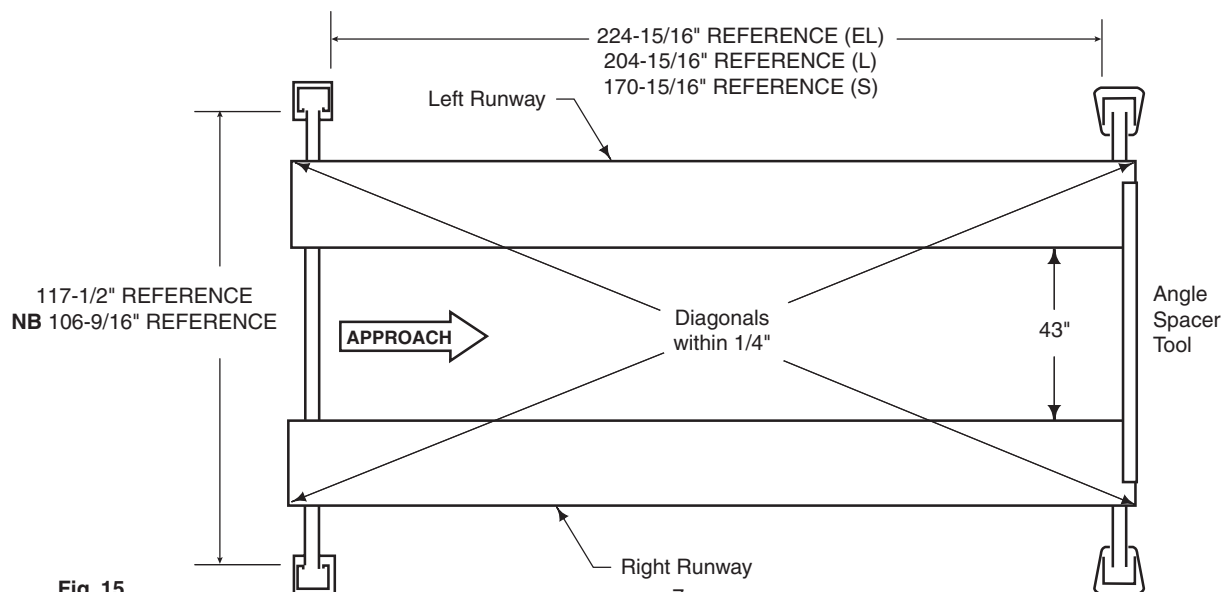 224-15/16" REFERENCE (EL)
204-15/16" REFERENCE (L)
170-15/16" REFERENCE (S)
Left Runway
117-1/2" REFERENCE
NB 106-9/16" REFERENCE
APPROACH
Diagonals
within 1/4"
43"
Angle
Spacer
Tool
Right Runway
Fig. 15